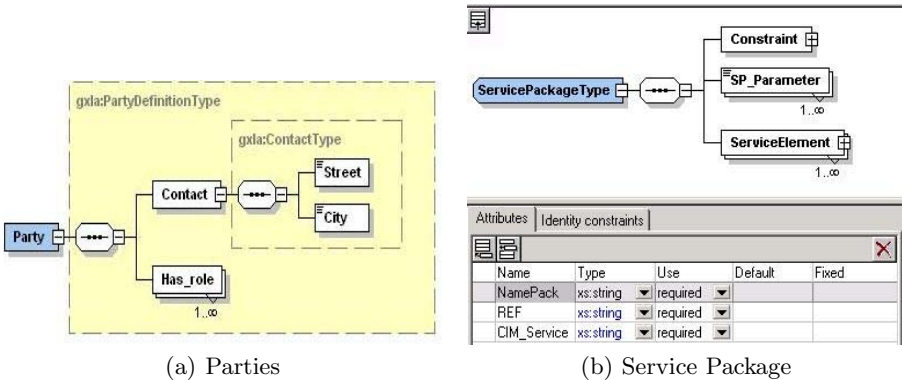 gxla:PartyDefinitionType
gxla:ContactType
Street
Contact
City
Party
Has_role
1..∞
(a) Parties
Constraint
ServicePackageType
SP_Parameter
1..∞
ServiceElement
1..∞
Attributes Identity constraints
Name Type Use Default Fixed
NamePack xs:string required
REF xs:string required
CIM_Service xs:string required
(b) Service Package